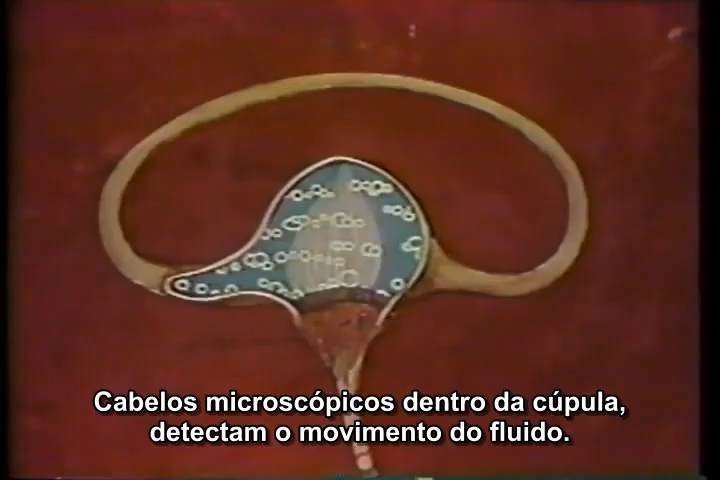 Cabelos microscópicos dentro da cúpula,
detectam o movimento do fluido.